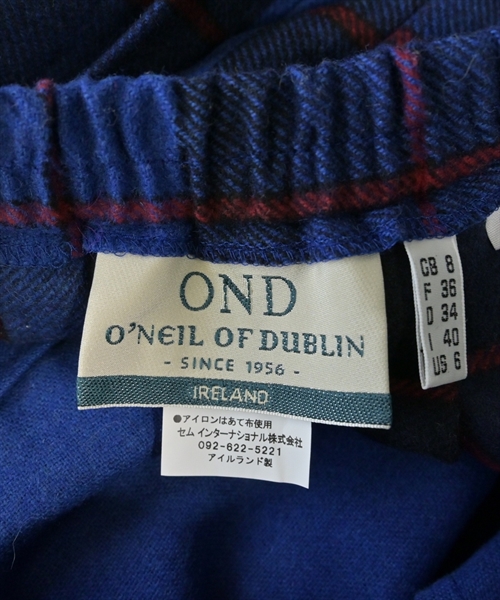 OND
O'NEIL OF DUBLIN
- SINCE 1956 -
IRELAND
●アイロンはあて布使用
セム インターナショナル株式会社
092-622-5221
アイルランド製
GB 8
F 36
D 34
I 40
US 6